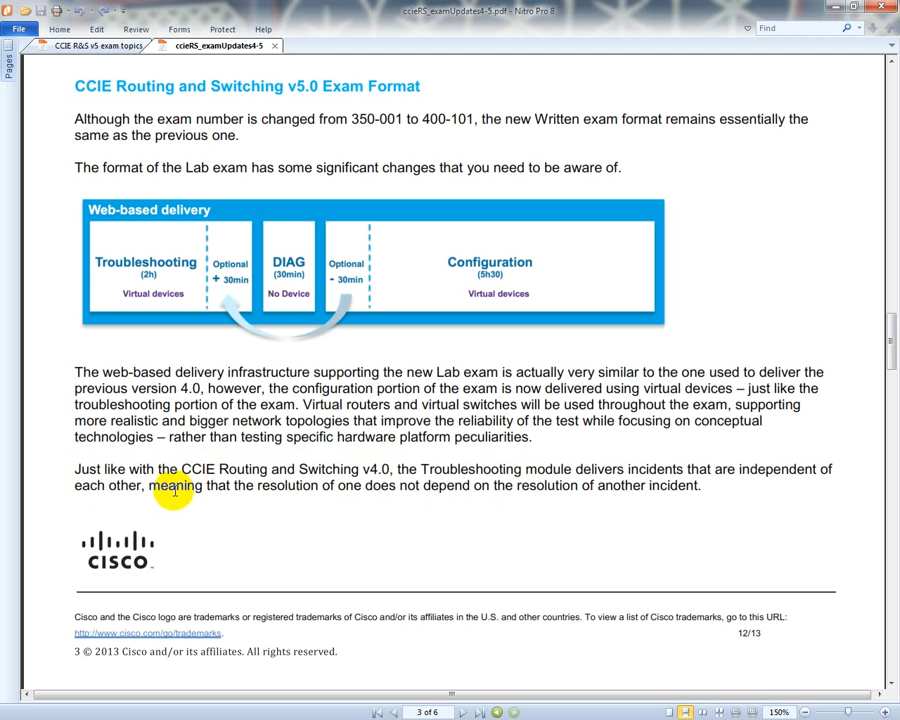 ccieRS_examUpdates4-5.pdf - Nitro Pro 8
File Home Edit Review Forms Protect Help Find
CCIE R&S v5 exam topics ccieRS_examUpdates4-5
Pages
CCIE Routing and Switching v5.0 Exam Format
Although the exam number is changed from 350-001 to 400-101, the new Written exam format remains essentially the
same as the previous one.
The format of the Lab exam has some significant changes that you need to be aware of.
Web-based delivery
Troubleshooting
(2h)
Virtual devices
Optional
+ 30min
DIAG
(30min)
No Device
Optional
- 30min
Configuration
(5h30)
Virtual devices
The web-based delivery infrastructure supporting the new Lab exam is actually very similar to the one used to deliver the
previous version 4.0, however, the configuration portion of the exam is now delivered using virtual devices – just like the
troubleshooting portion of the exam. Virtual routers and virtual switches will be used throughout the exam, supporting
more realistic and bigger network topologies that improve the reliability of the test while focusing on conceptual
technologies – rather than testing specific hardware platform peculiarities.
Just like with the CCIE Routing and Switching v4.0, the Troubleshooting module delivers incidents that are independent of
each other, meaning that the resolution of one does not depend on the resolution of another incident.
CISCO
Cisco and the Cisco logo are trademarks or registered trademarks of Cisco and/or its affiliates in the U.S. and other countries. To view a list of Cisco trademarks, go to this URL:
http://www.cisco.com/go/trademarks. 12/13
3 © 2013 Cisco and/or its affiliates. All rights reserved.
3 of 6 150%